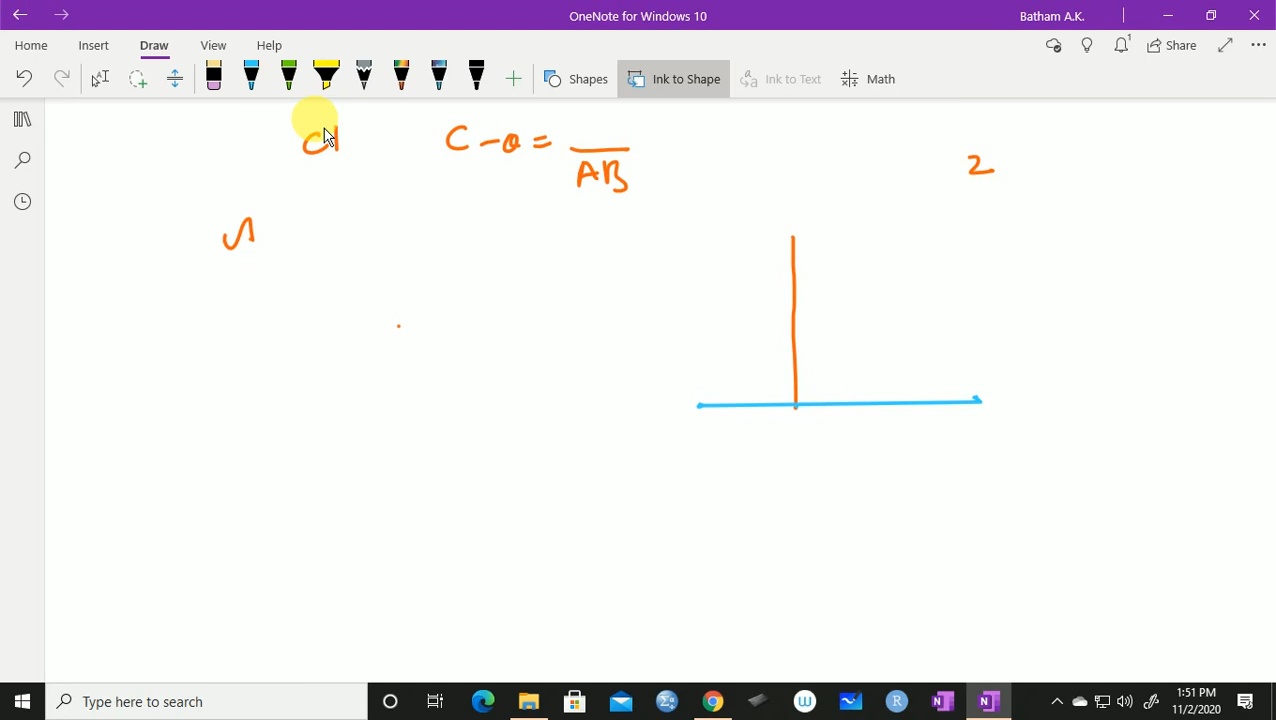 OneNote for Windows 10
Batham A.K.
Home Insert Draw View Help
Share
Shapes Ink to Shape Ink to Text Math
C - a = 
AB
2
Type here to search
1:51 PM
11/2/2020